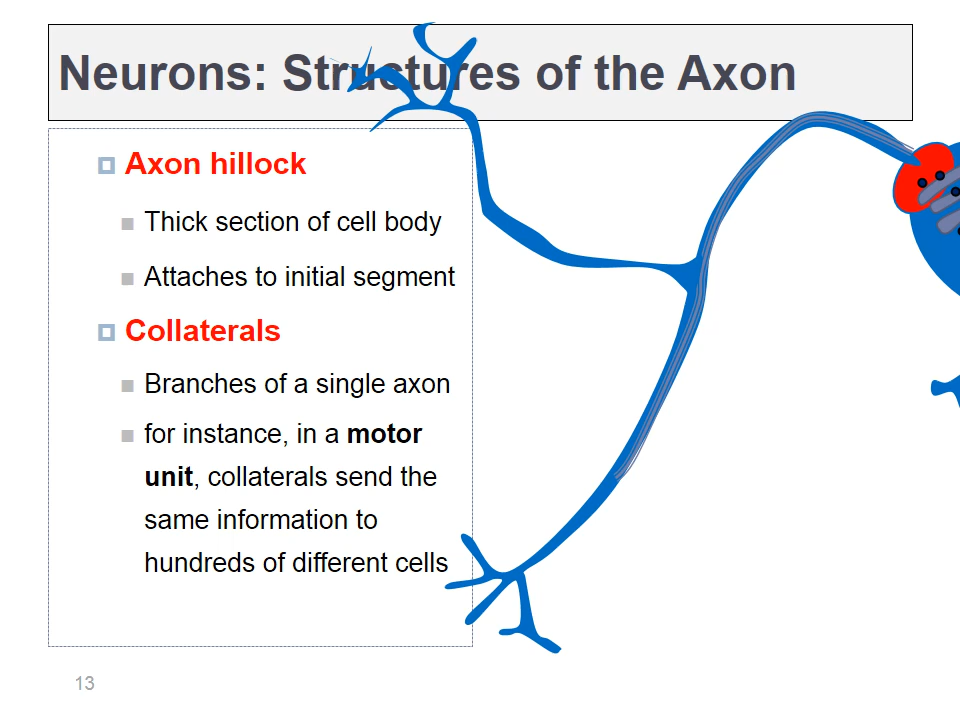 Neurons: Structures of the Axon
Axon hillock
Thick section of cell body
Attaches to initial segment
Collaterals
Branches of a single axon
for instance, in a motor
unit, collaterals send the
same information to
hundreds of different cells
13